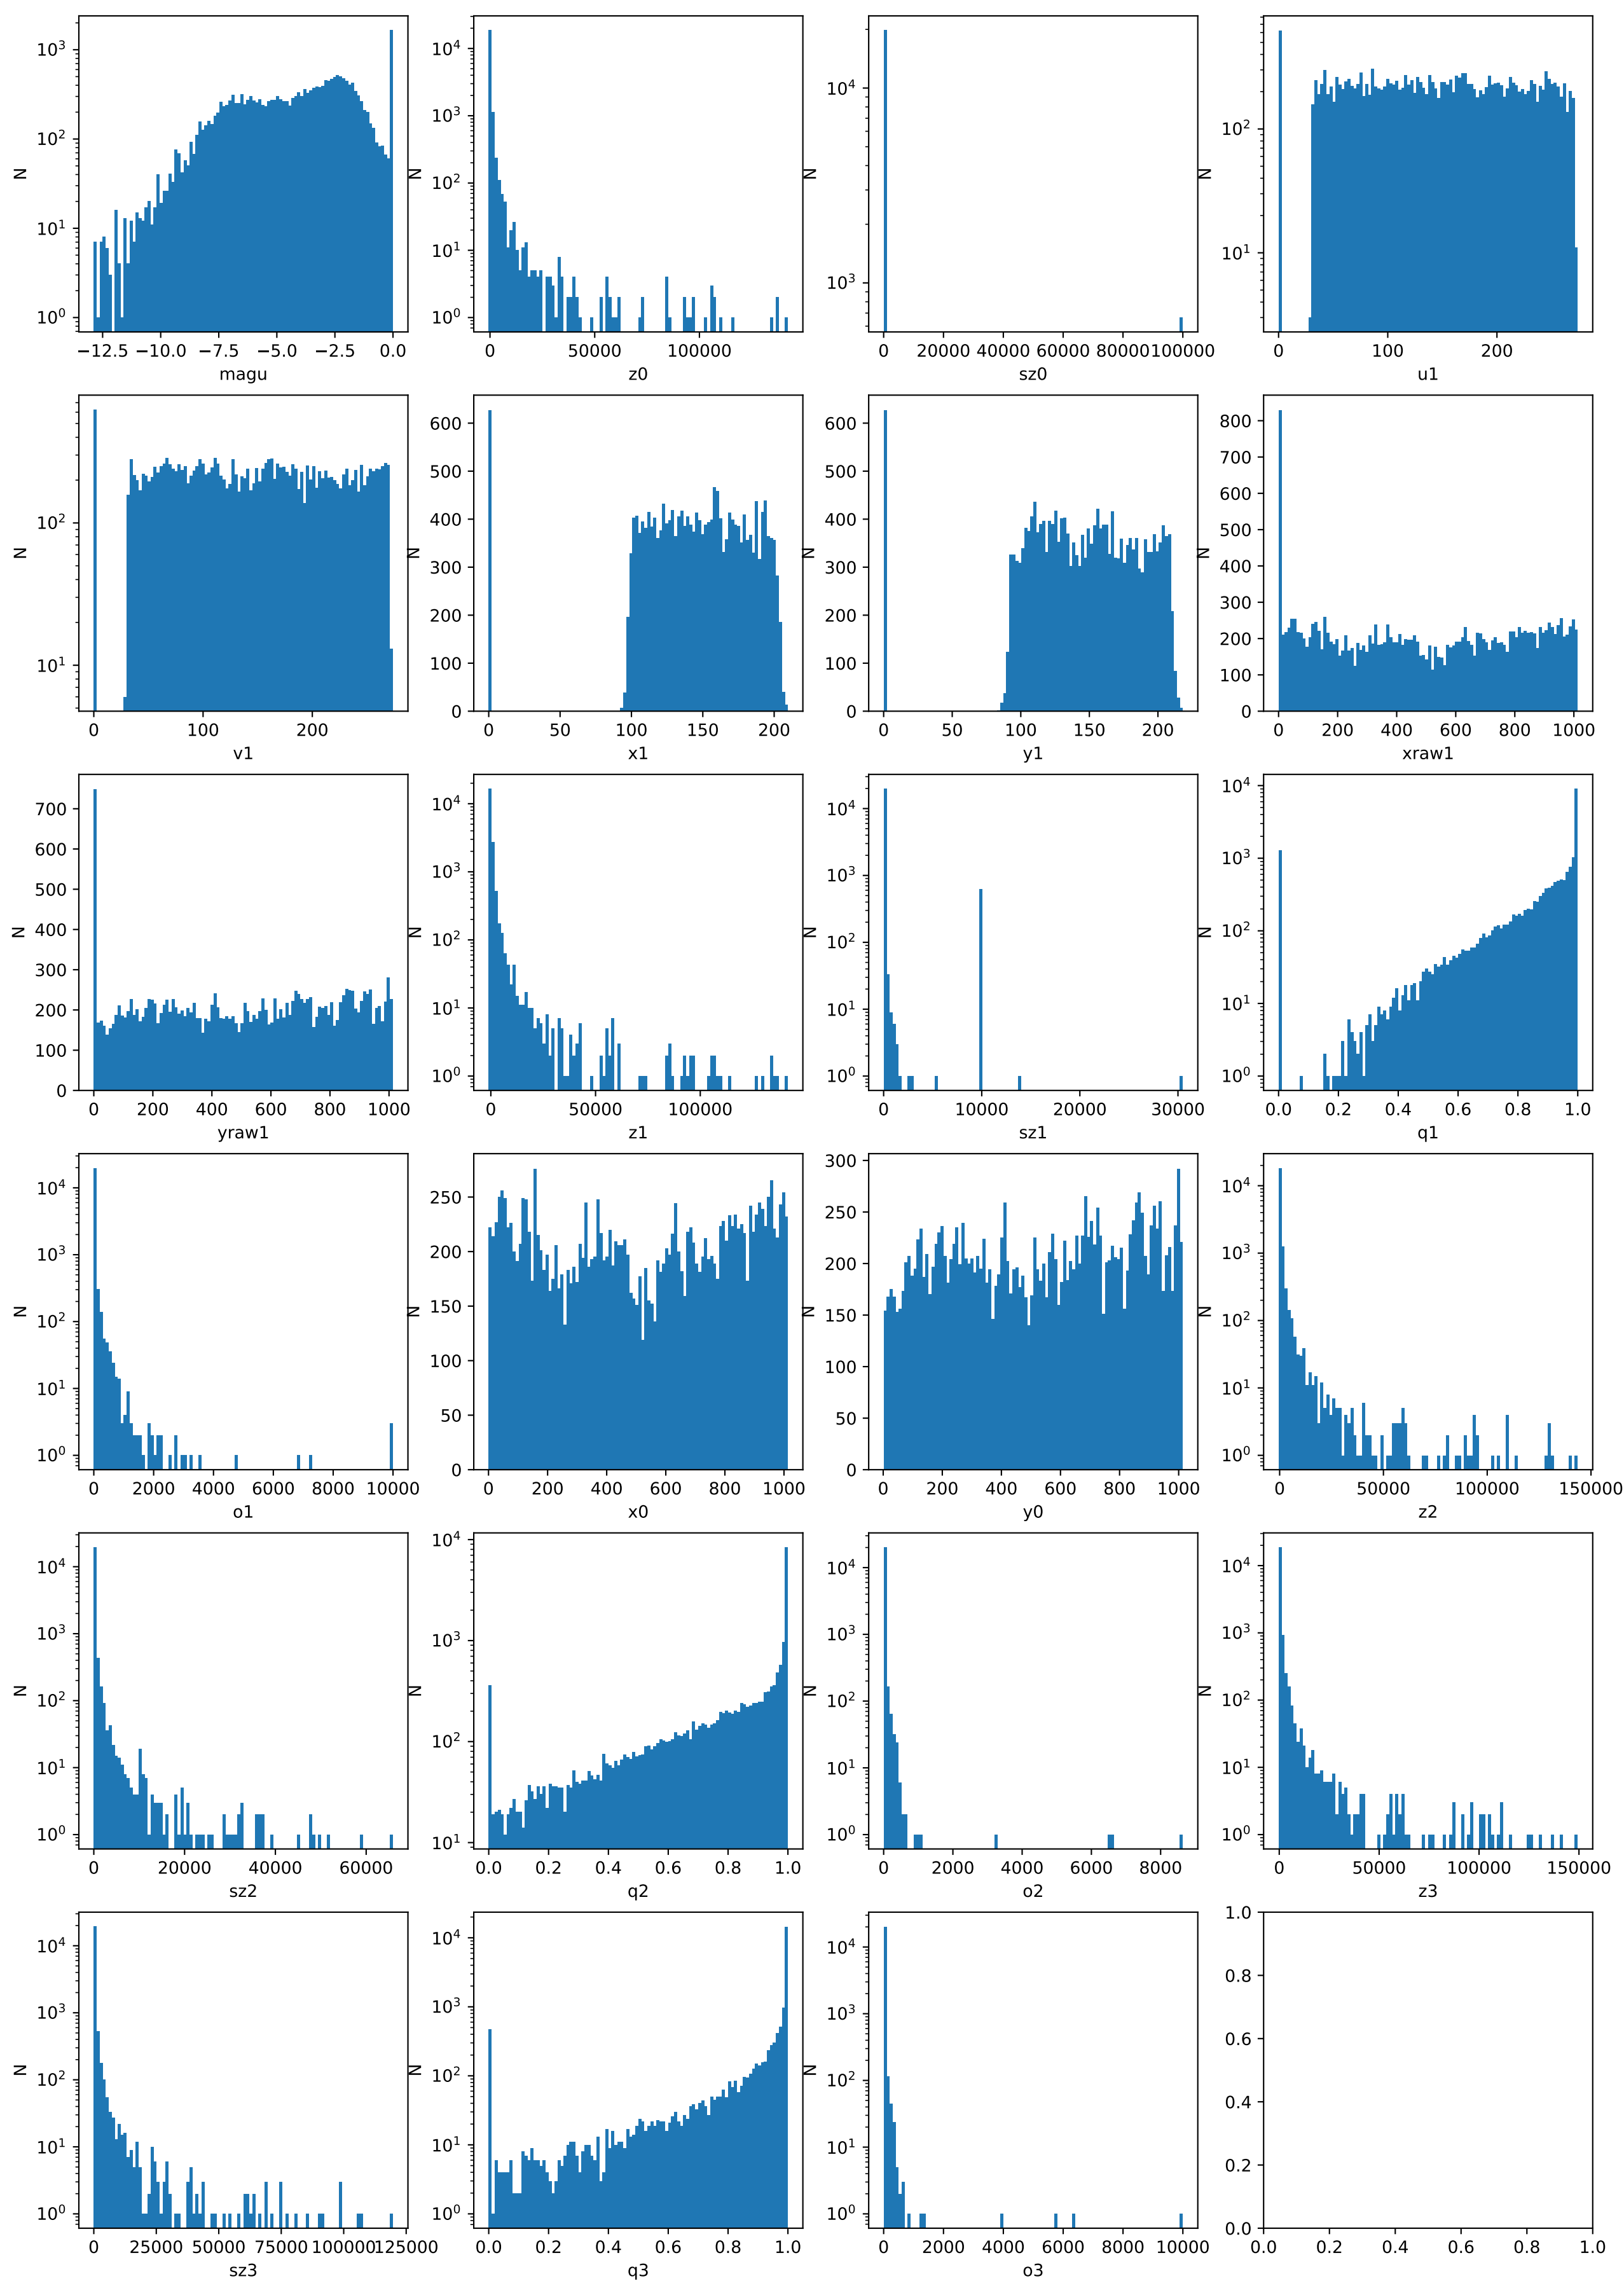 10³
10²
10¹
10⁰
N
−12.5 −10.0 −7.5 −5.0 −2.5 0.0
magu
10⁴
10³
10²
10¹
10⁰
N
0 50000 100000
z0
10⁴
10³
N
0 20000 40000 60000 80000 100000
sz0
10²
10¹
N
0 100 200
u1
10²
10¹
N
0 100 200
v1
600
500
400
300
200
100
0
N
0 50 100 150 200
x1
600
500
400
300
200
100
0
N
0 50 100 150 200
y1
800
700
600
500
400
300
200
100
0
N
0 200 400 600 800 1000
xraw1
700
600
500
400
300
200
100
0
N
0 200 400 600 800 1000
yraw1
10⁴
10³
10²
10¹
10⁰
N
0 50000 100000
z1
10⁴
10³
10²
10¹
10⁰
N
0 10000 20000 30000
sz1
10⁴
10³
10²
10¹
10⁰
N
0.0 0.2 0.4 0.6 0.8 1.0
q1
10⁴
10³
10²
10¹
10⁰
N
0 2000 4000 6000 8000 10000
o1
250
200
150
100
50
0
N
0 200 400 600 800 1000
x0
300
250
200
150
100
50
0
N
0 200 400 600 800 1000
y0
10⁴
10³
10²
10¹
10⁰
N
0 50000 100000 150000
z2
10⁴
10³
10²
10¹
10⁰
N
0 20000 40000 60000
sz2
10⁴
10³
10²
10¹
N
0.0 0.2 0.4 0.6 0.8 1.0
q2
10⁴
10³
10²
10¹
10⁰
N
0 2000 4000 6000 8000
o2
10⁴
10³
10²
10¹
10⁰
N
0 50000 100000 150000
z3
10⁴
10³
10²
10¹
10⁰
N
0 25000 50000 75000 100000 125000
sz3
10⁴
10³
10²
10¹
10⁰
N
0.0 0.2 0.4 0.6 0.8 1.0
q3
10⁴
10³
10²
10¹
10⁰
N
0 2000 4000 6000 8000 10000
o3
1.0
0.8
0.6
0.4
0.2
0.0
0.0 0.2 0.4 0.6 0.8 1.0